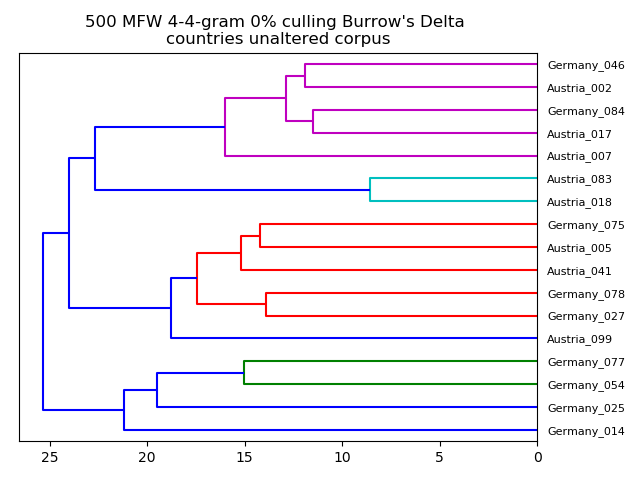 500 MFW 4-4-gram 0% culling Burrow's Delta
countries unaltered corpus
Germany_046
Austria_002
Germany_084
Austria_017
Austria_007
Austria_083
Austria_018
Germany_075
Austria_005
Austria_041
Germany_078
Germany_027
Austria_099
Germany_077
Germany_054
Germany_025
Germany_014
25 20 15 10 5 0